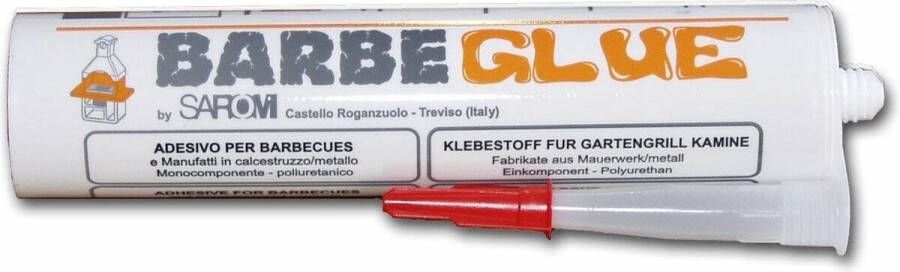 BARBEGLUE
by SAROMI Castello Roganzuolo - Treviso (Italy)
ADESIVO PER BARBECUES
e Manufatti in calcestruzzo/metallo
Monocomponente - poliuretanico
KLEBESTOFF FUR GARTENGRILL KAMINE
Fabrikate aus Mauerwerk/metall
Einkomponent - Polyurethan
ADHESIVE FOR BARBECUES